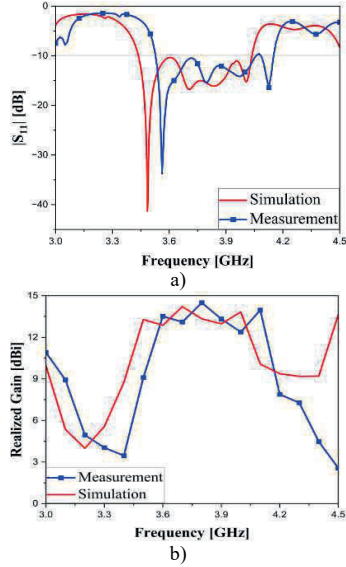 0
-10
-20
-30
-40
|S₁₁| [dB]
Simulation
Measurement
3.0 3.3 3.6 3.9 4.2 4.5
Frequency [GHz]
a)
15
12
9
6
3
0
Realized Gain [dBi]
Measurement
Simulation
3.0 3.3 3.6 3.9 4.2 4.5
Frequency [GHz]
b)